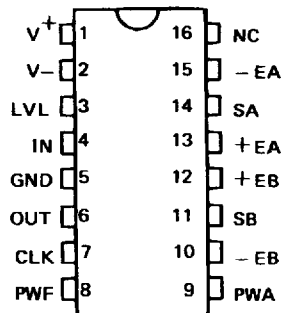 V+ 1 16 NC
V- 2 15 -EA
LVL 3 14 SA
IN 4 13 +EA
GND 5 12 +EB
OUT 6 11 SB
CLK 7 10 -EB
PWF 8 9 PWA